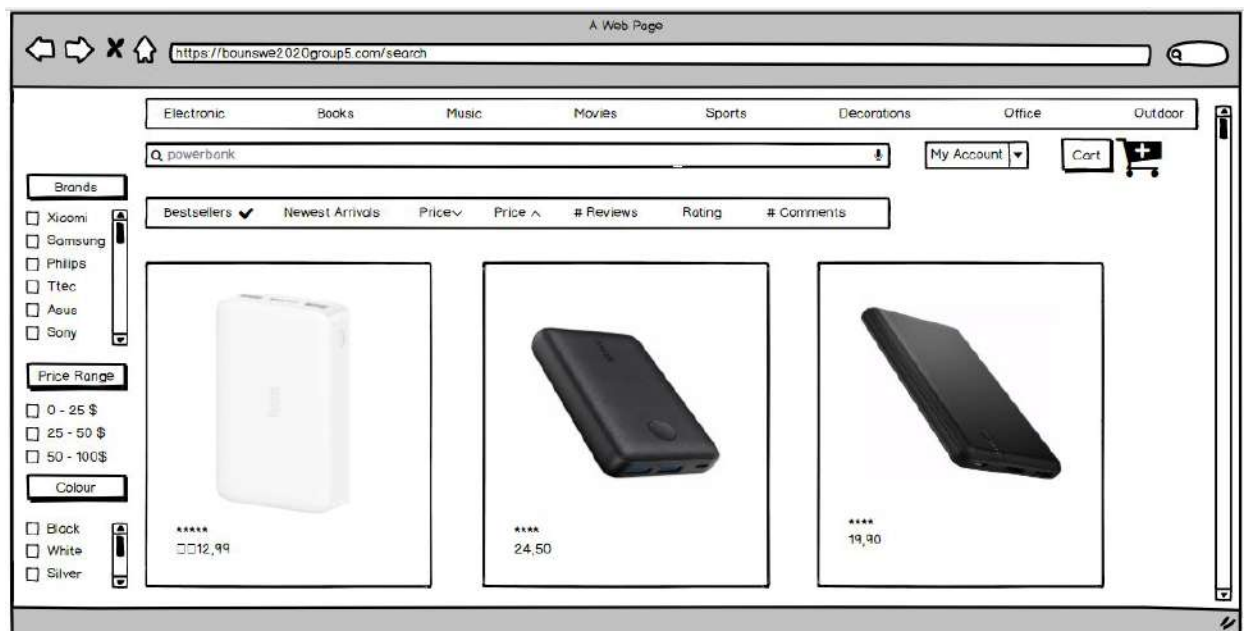 A Web Page
https://bounswe2020group5.com/search
Electronic Books Music Movies Sports Decorations Office Outdoor
powerbank
My Account
Cart
Brands
Xiaomi
Samsung
Philips
Ttec
Asus
Sony
Bestsellers Newest Arrivals Price Price # Reviews Rating # Comments
Price Range
0 - 25 $
25 - 50 $
50 - 100$
Colour
Black
White
Silver
*****
□□12,99
****
24,50
****
19,90